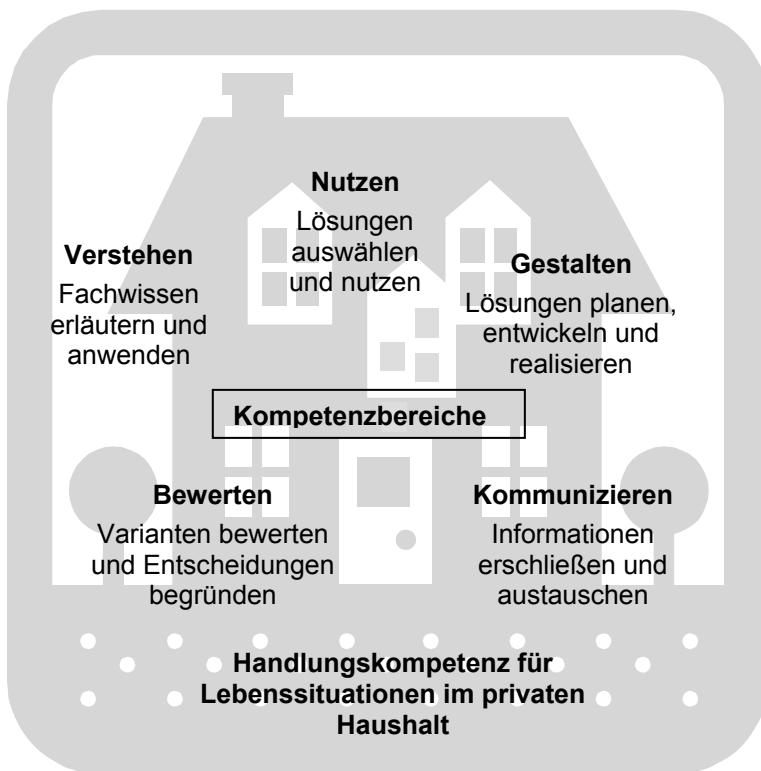 Nutzen
Lösungen
auswählen
und nutzen
Verstehen
Fachwissen
erläutern und
anwenden
Gestalten
Lösungen planen,
entwickeln und
realisieren
Kompetenzbereiche
Bewerten
Varianten bewerten
und Entscheidungen
begründen
Kommunizieren
Informationen
erschließen und
austauschen
Handlungskompetenz für
Lebenssituationen im privaten
Haushalt